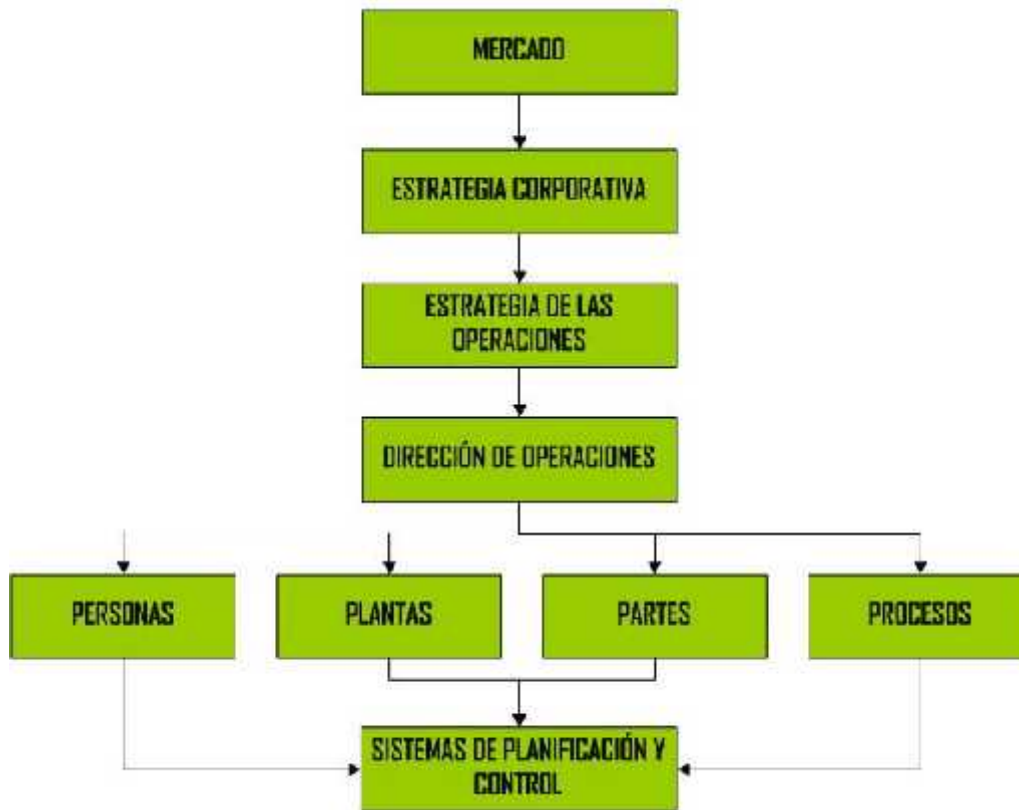 MERCADO
ESTRATEGIA CORPORATIVA
ESTRATEGIA DE LAS
OPERACIONES
DIRECCIÓN DE OPERACIONES
PERSONAS
PLANTAS
PARTES
PROCESOS
SISTEMAS DE PLANIFICACIÓN Y
CONTROL